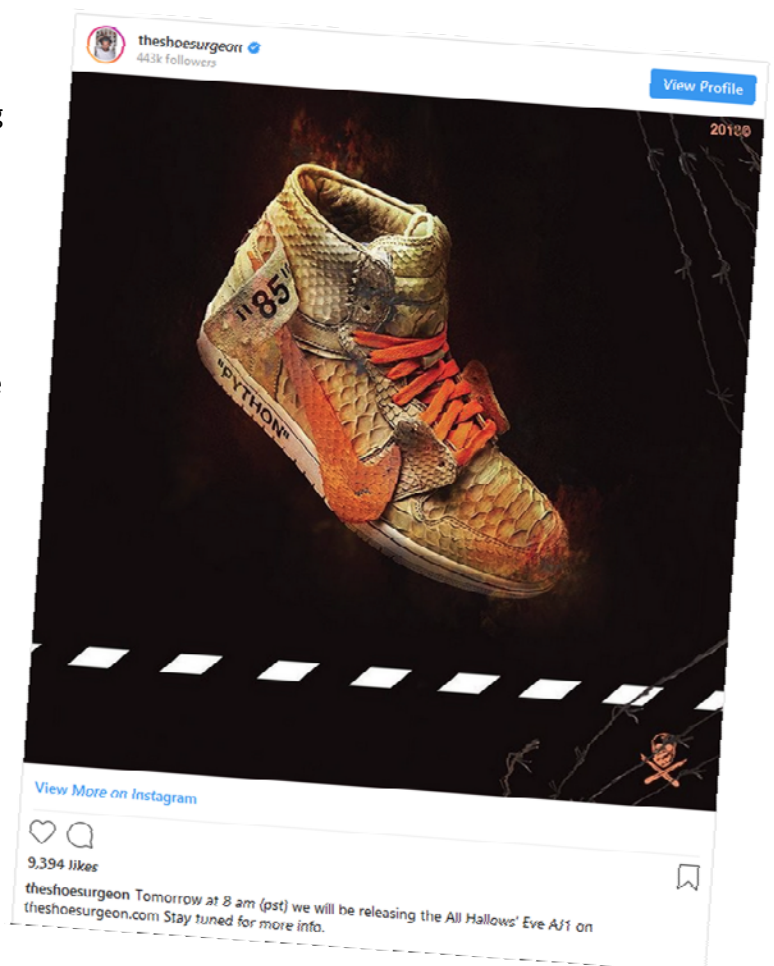 theshoesurgeon
443k followers
View Profile
"85"
"PYTHON"
View More on Instagram
9,394 likes
theshoesurgeon Tomorrow at 8 am (pst) we will be releasing the All Hallows' Eve AJ1 on
theshoesurgeon.com Stay tuned for more info.